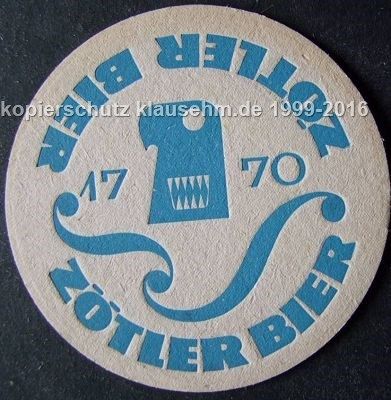 ZÖTLER BIER
kopierschutz klausehm.de 1999-2016
17 70
ZÖTLER BIER